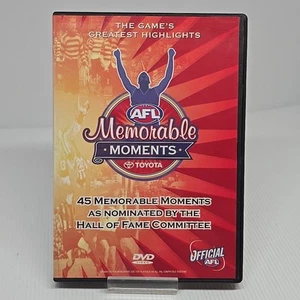 THE GAME'S
GREATEST HIGHLIGHTS
AFL
Memorable
MOMENTS
TOYOTA
45 MEMORABLE MOMENTS
AS NOMINATED BY THE
HALL OF FAME COMMITTEE
DVD
VIDEO
OFFICIAL
AFL